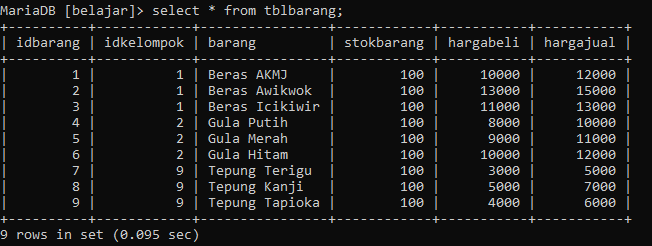 MariaDB [belajar]> select * from tblbarang;
+----------+------------+----------------+------------+-----------+-----------+
| idbarang | idkelompok | barang         | stokbarang | hargabeli | hargajual |
+----------+------------+----------------+------------+-----------+-----------+
|        1 |          1 | Beras AKMJ     |        100 |     10000 |     12000 |
|        2 |          1 | Beras Awikwok  |        100 |     13000 |     15000 |
|        3 |          1 | Beras Icikiwir |        100 |     11000 |     13000 |
|        4 |          2 | Gula Putih     |        100 |      8000 |     10000 |
|        5 |          2 | Gula Merah     |        100 |      9000 |     11000 |
|        6 |          2 | Gula Hitam     |        100 |     10000 |     12000 |
|        7 |          9 | Tepung Terigu  |        100 |      3000 |      5000 |
|        8 |          9 | Tepung Kanji   |        100 |      5000 |      7000 |
|        9 |          9 | Tepung Tapioka |        100 |      4000 |      6000 |
+----------+------------+----------------+------------+-----------+-----------+
9 rows in set (0.095 sec)